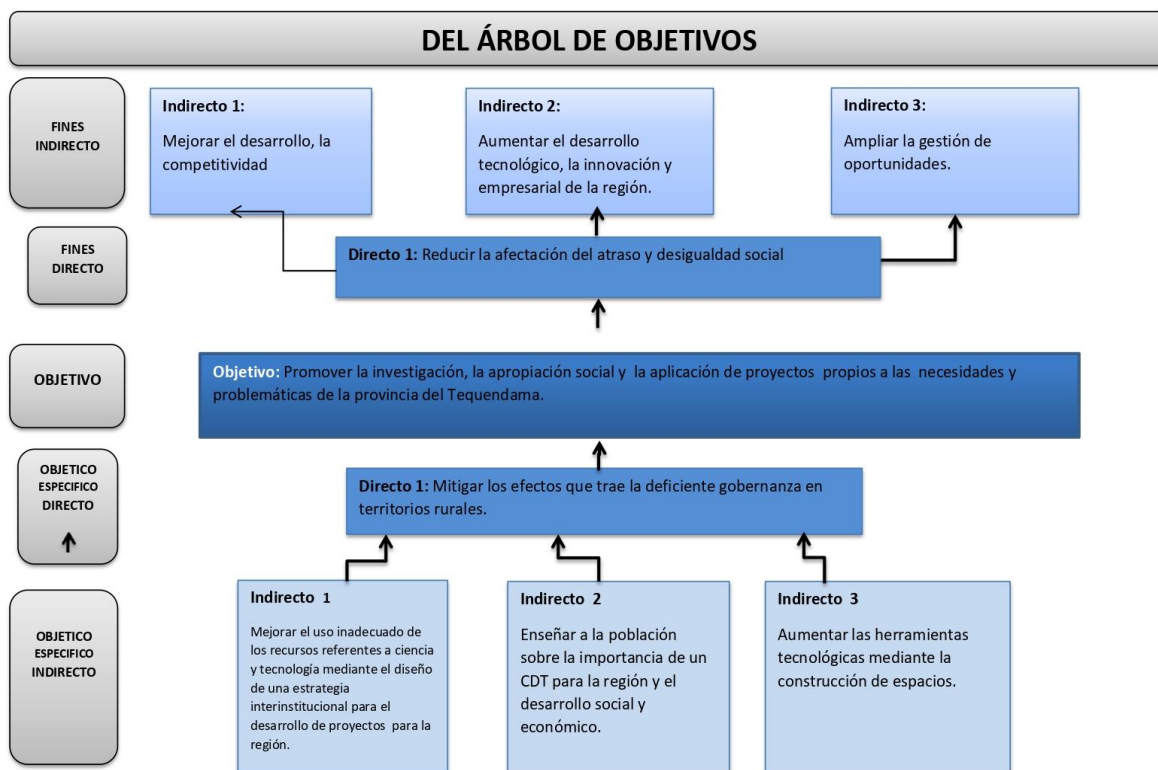 DEL ÁRBOL DE OBJETIVOS
FINES
INDIRECTO
Indirecto 1:
Mejorar el desarrollo, la
competitividad
Indirecto 2:
Aumentar el desarrollo
tecnológico, la innovación y
empresarial de la región.
Indirecto 3:
Ampliar la gestión de
oportunidades.
FINES
DIRECTO
Directo 1: Reducir la afectación del atraso y desigualdad social
OBJETIVO
Objetivo: Promover la investigación, la apropiación social y la aplicación de proyectos propios a las necesidades y
problemáticas de la provincia del Tequendama.
OBJETICO
ESPECIFICO
DIRECTO
Directo 1: Mitigar los efectos que trae la deficiente gobernanza en
territorios rurales.
OBJETICO
ESPECIFICO
INDIRECTO
Indirecto 1
Mejorar el uso inadecuado de
los recursos referentes a ciencia
y tecnología mediante el diseño
de una estrategia
interinstitucional para el
desarrollo de proyectos para la
región.
Indirecto 2
Enseñar a la población
sobre la importancia de un
CDT para la región y el
desarrollo social y
económico.
Indirecto 3
Aumentar las herramientas
tecnológicas mediante la
construcción de espacios.